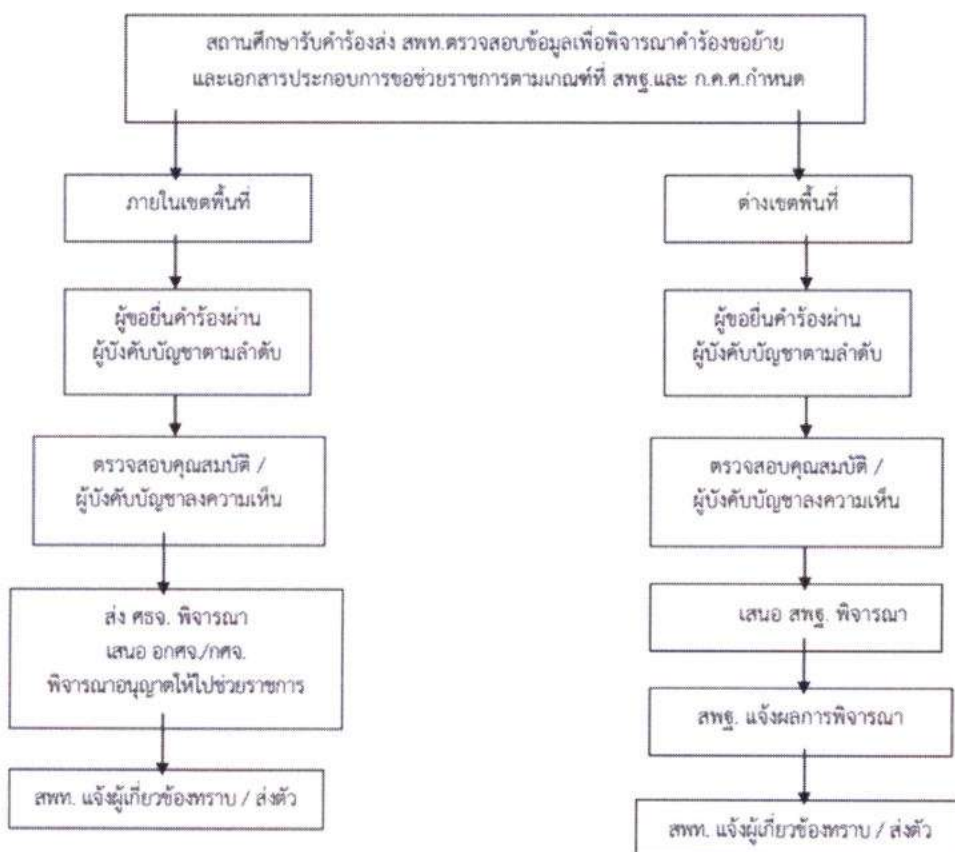 สถานศึกษารับคำร้องส่ง สพท.ตรวจสอบข้อมูลเพื่อพิจารณาคำร้องขอย้าย
และเอกสารประกอบการขอช่วยราชการตามเกณฑ์ที่ สพฐ.และ ก.ค.ศ.กำหนด
ภายในเขตพื้นที่
ผู้ขอยื่นคำร้องผ่าน
ผู้บังคับบัญชาตามลำดับ
ตรวจสอบคุณสมบัติ /
ผู้บังคับบัญชาลงความเห็น
ส่ง ศธจ. พิจารณา
เสนอ อกศจ./กศจ.
พิจารณาอนุญาตให้ไปช่วยราชการ
สพท. แจ้งผู้เกี่ยวข้องทราบ / ส่งตัว
ต่างเขตพื้นที่
ผู้ขอยื่นคำร้องผ่าน
ผู้บังคับบัญชาตามลำดับ
ตรวจสอบคุณสมบัติ /
ผู้บังคับบัญชาลงความเห็น
เสนอ สพฐ. พิจารณา
สพฐ. แจ้งผลการพิจารณา
สพท. แจ้งผู้เกี่ยวข้องทราบ / ส่งตัว